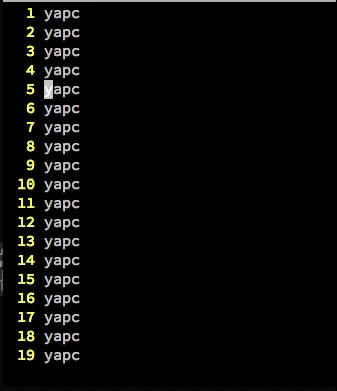 1 yapc
2 yapc
3 yapc
4 yapc
5 yapc
6 yapc
7 yapc
8 yapc
9 yapc
10 yapc
11 yapc
12 yapc
13 yapc
14 yapc
15 yapc
16 yapc
17 yapc
18 yapc
19 yapc